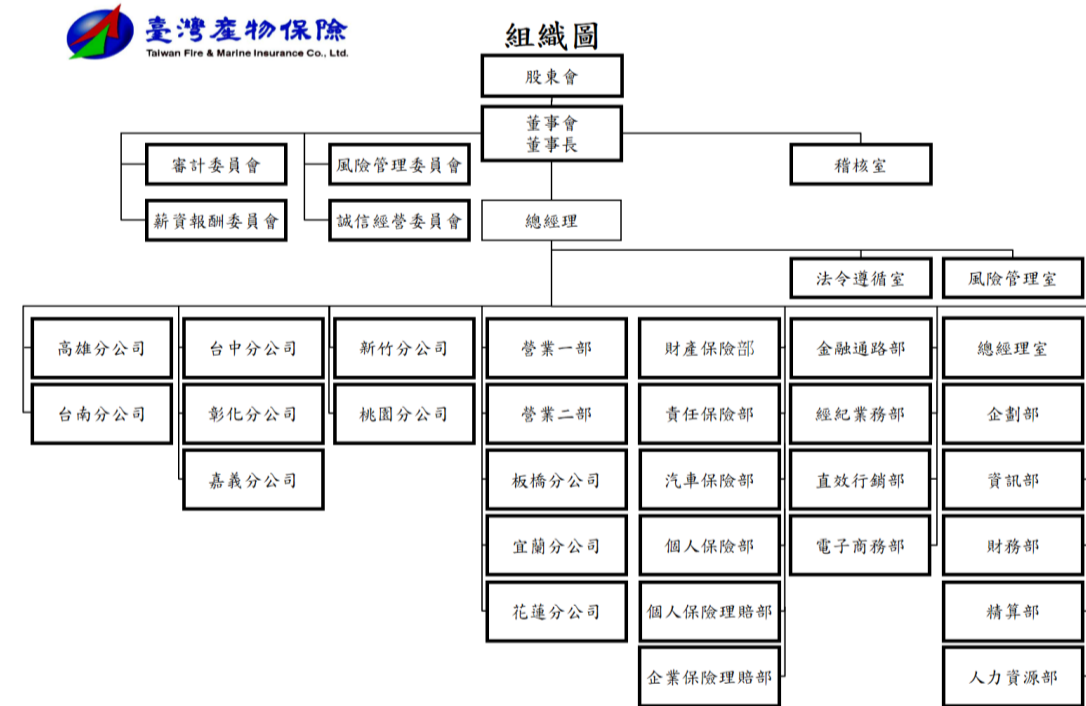 臺灣產物保險
Taiwan Fire & Marine Insurance Co., Ltd.
組織圖
股東會
董事會
董事長
審計委員會
風險管理委員會
稽核室
薪資報酬委員會
誠信經營委員會
總經理
法令遵循室
風險管理室
高雄分公司
台中分公司
新竹分公司
營業一部
財產保險部
金融通路部
總經理室
台南分公司
彰化分公司
桃園分公司
營業二部
責任保險部
經紀業務部
企劃部
嘉義分公司
板橋分公司
汽車保險部
直效行銷部
資訊部
宜蘭分公司
個人保險部
電子商務部
財務部
花蓮分公司
個人保險理賠部
精算部
企業保險理賠部
人力資源部